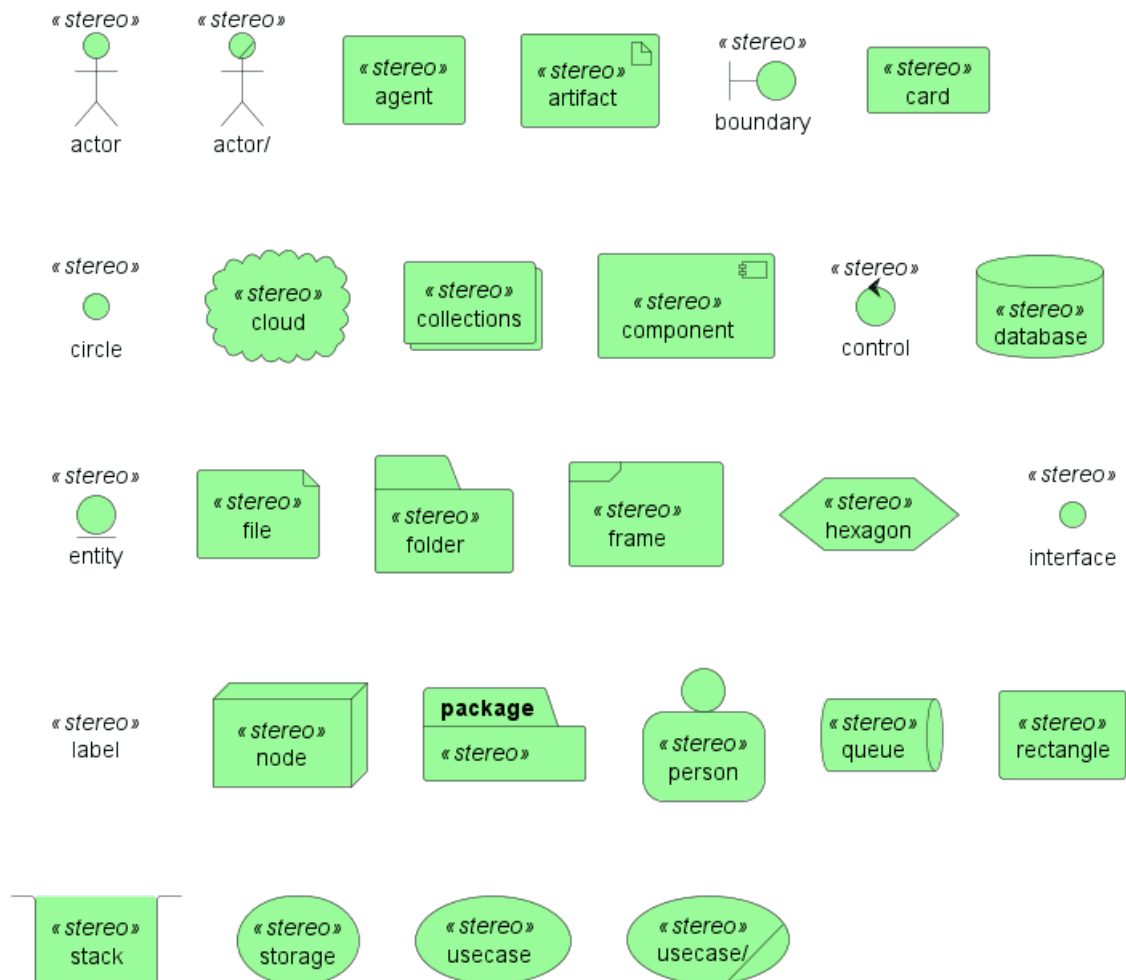 «stereo» «stereo»
actor actor/
«stereo»
agent
«stereo»
artifact
«stereo»
boundary
«stereo»
card
«stereo»
circle
«stereo»
cloud
«stereo»
collections
«stereo»
component
«stereo»
control
«stereo»
database
«stereo»
entity
«stereo»
file
«stereo»
folder
«stereo»
frame
«stereo»
hexagon
«stereo»
interface
«stereo»
label
«stereo»
node
package
«stereo»
«stereo»
person
«stereo»
queue
«stereo»
rectangle
«stereo»
stack
«stereo»
storage
«stereo»
usecase
«stereo»
usecase/